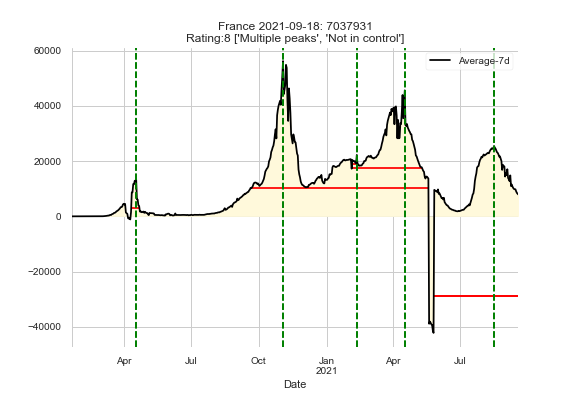 France 2021-09-18: 7037931
Rating:8 ['Multiple peaks', 'Not in control']
Average-7d
60000
40000
20000
0
−20000
−40000
Apr
Jul
Oct
Jan
2021
Apr
Jul
Date